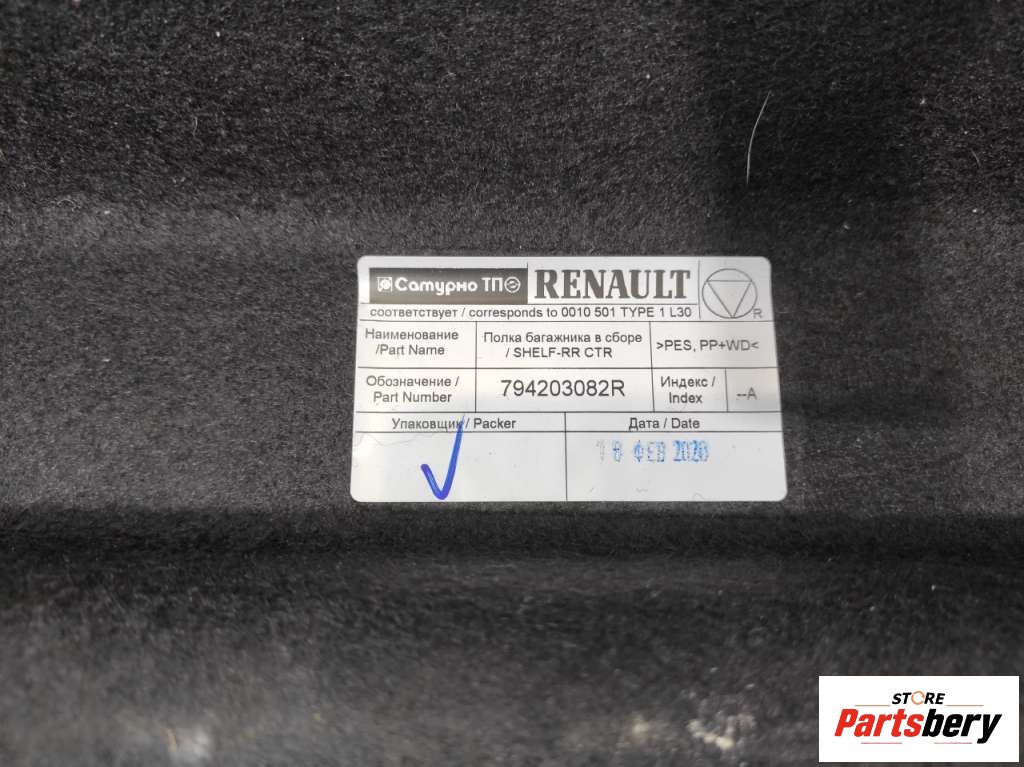 Сатурно ТП
RENAULT
соответствует / corresponds to 0010 501 TYPE 1 L30
R
Наименование
/Part Name
Полка багажника в сборе
/ SHELF-RR CTR
>PES, PP+WD<
Обозначение /
Part Number
794203082R
Индекс /
Index
--A
Упаковщик / Packer
Дата / Date
18 ФЕВ 2020
STORE
Partsbery